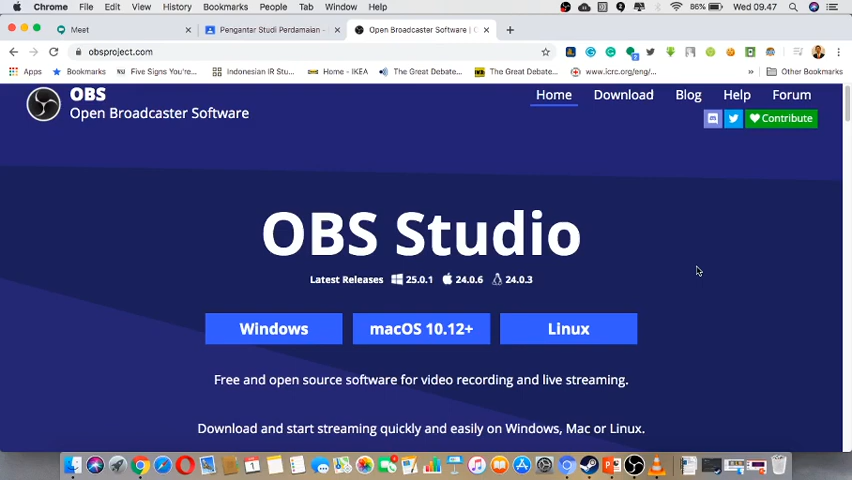 Chrome File Edit View History Bookmarks People Tab Window Help 86% Wed 09.47
Meet Pengantar Studi Perdamaian - Open Broadcaster Software | O
obsproject.com
Apps Bookmarks Five Signs You're... Indonesian IR Stu... Home - IKEA The Great Debate... The Great Debate... www.icrc.org/eng/... Other Bookmarks
OBS
Open Broadcaster Software
Home Download Blog Help Forum
Contribute
OBS Studio
Latest Releases 25.0.1 24.0.6 24.0.3
Windows macOS 10.12+ Linux
Free and open source software for video recording and live streaming.
Download and start streaming quickly and easily on Windows, Mac or Linux.